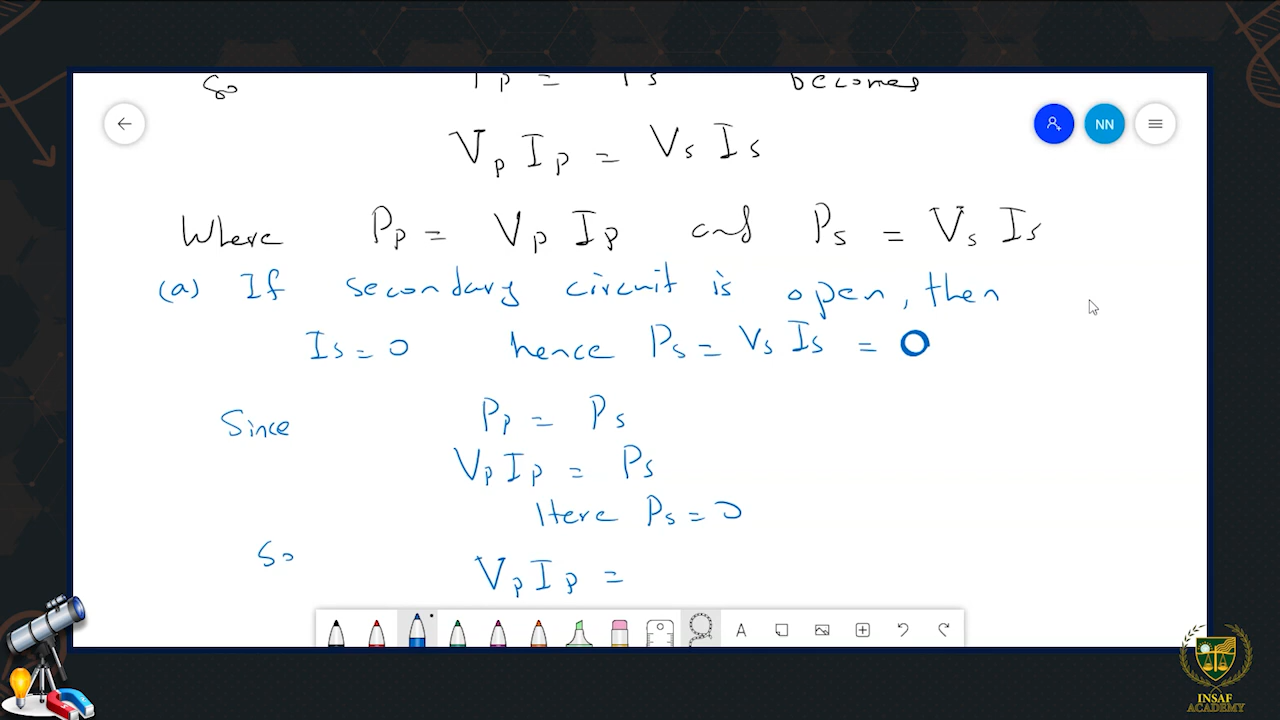 So Pp = Ps becomes
Vp Ip = Vs Is
Where Pp = Vp Ip and Ps = Vs Is
(a) If secondary circuit is open, then
Is = 0 hence Ps = Vs Is = 0
Since Pp = Ps
Vp Ip = Ps
Here Ps = 0
So
Vp Ip =
NN
A
INSAF
ACADEMY